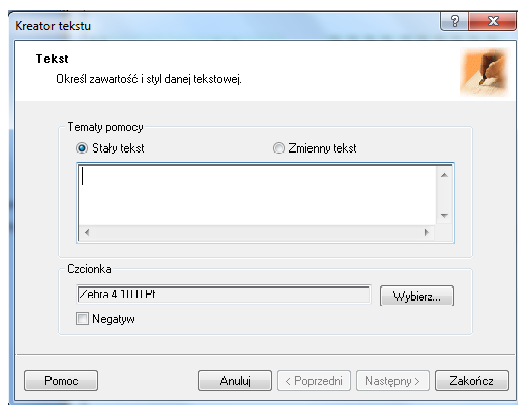 Kreator tekstu
Tekst
Określ zawartość i styl danej tekstowej.
Tematy pomocy
Stały tekst
Zmienny tekst
Czcionka
Zebra 4 10.0 Pt
Wybierz...
Negatyw
Pomoc
Anuluj
< Poprzedni
Następny >
Zakończ